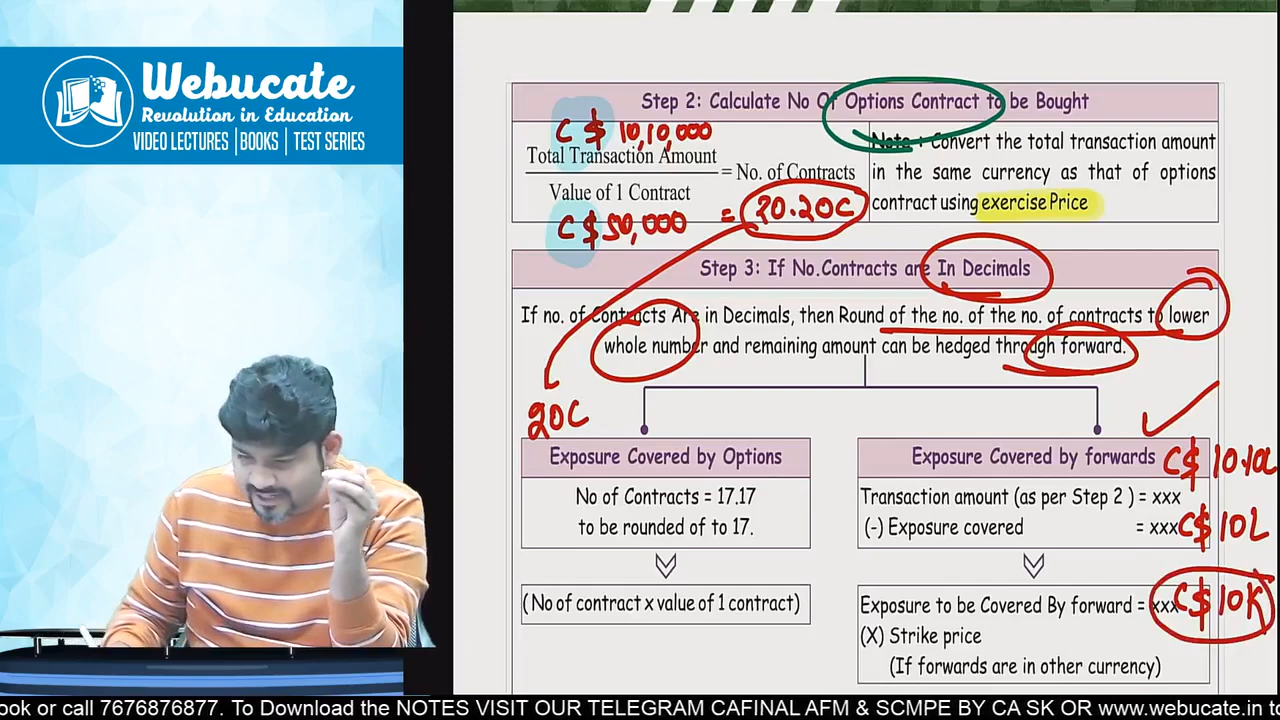 Webucate
Revolution in Education
VIDEO LECTURES | BOOKS | TEST SERIES
Step 2: Calculate No Of Options Contract to be Bought
C $ 10,10,000
Total Transaction Amount
Value of 1 Contract
= No. of Contracts
C $ 50,000
= 20.20C
Note : Convert the total transaction amount
in the same currency as that of options
contract using exercise Price
Step 3: If No.Contracts are In Decimals
If no. of Contracts Are in Decimals, then Round of the no. of the no. of contracts to lower
whole number and remaining amount can be hedged through forward.
20C
Exposure Covered by Options
No of Contracts = 17.17
to be rounded of to 17.
( No of contract x value of 1 contract)
Exposure Covered by forwards
C$ 10.10L
Transaction amount (as per Step 2 ) = xxx
(-) Exposure covered = xxx
C$ 10L
Exposure to be Covered By forward = xxx
C$ 10K
(X) Strike price
(If forwards are in other currency)
ook or call 7676876877. To Download the NOTES VISIT OUR TELEGRAM CAFINAL AFM & SCMPE BY CA SK OR www.webucate.in to